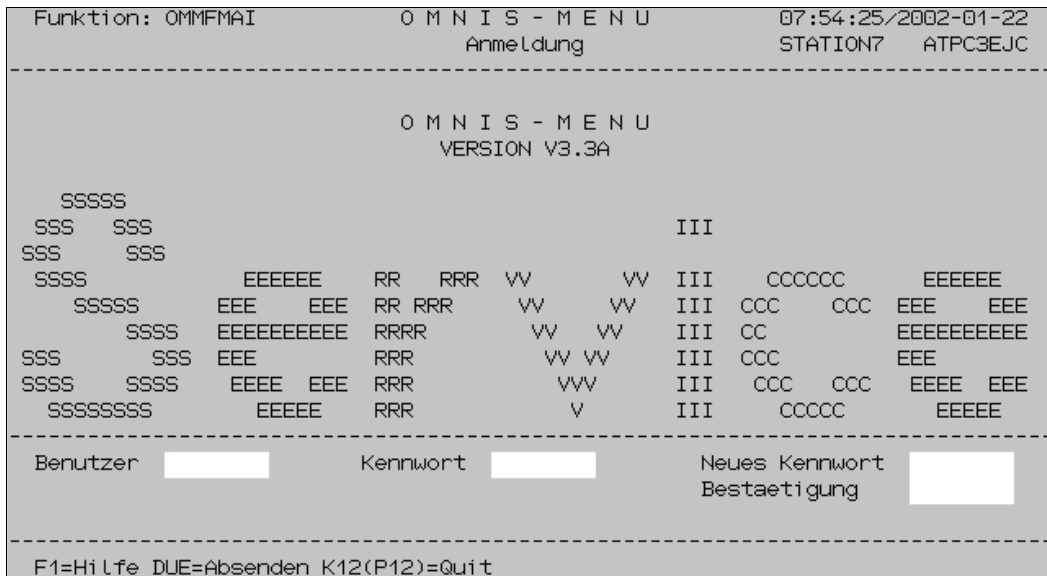 Funktion: OMMFMAI O M N I S - M E N U 07:54:25/2002-01-22
Anmeldung STATION7 ATPC3EJC
O M N I S - M E N U
VERSION V3.3A
SSSSS
SSS SSS III
SSS SSS
SSSS EEEEEE RR RRR VV VV III CCCCCC EEEEEE
SSSSS EEE EEE RR RRR VV VV III CCC CCC EEE EEE
SSSS EEEEEEEEEE RRRR VV VV III CC EEEEEEEEEE
SSS SSS EEE RRR VV VV III CCC EEE
SSSS SSSS EEEE EEE RRR VVV III CCC CCC EEEE EEE
SSSSSSSS EEEEE RRR V III CCCCC EEEEE
Benutzer Kennwort Neues Kennwort
Bestaetigung
F1=Hilfe DUE=Absenden K12(P12)=Quit